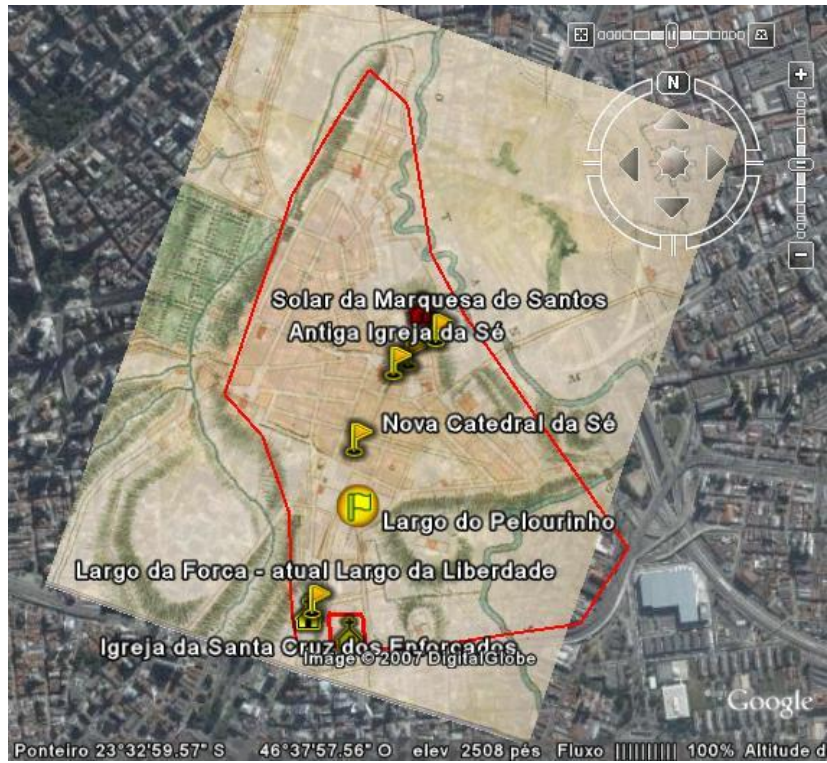 N
Solar da Marquesa de Santos
Antiga Igreja da Sé
Nova Catedral da Sé
Largo do Pelourinho
Largo da Forca - atual Largo da Liberdade
Igreja da Santa Cruz dos Enforcados
Image © 2007 DigitalGlobe
Google
Ponteiro 23°32'59.57" S 46°37'57.56" O elev 2508 pés Fluxo |||||||||| 100% Altitude d